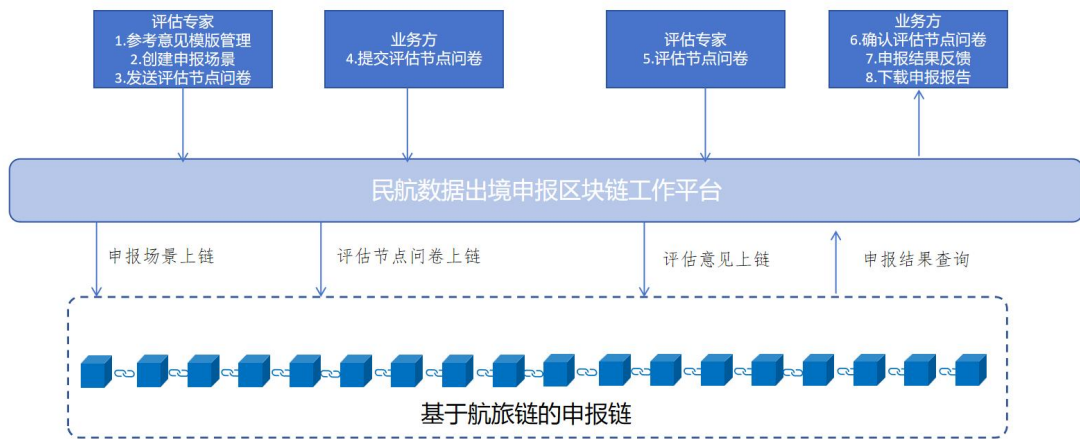 评估专家
1.参考意见模版管理
2.创建申报场景
3.发送评估节点问卷
业务方
4.提交评估节点问卷
评估专家
5.评估节点问卷
业务方
6.确认评估节点问卷
7.申报结果反馈
8.下载申报报告
民航数据出境申报区块链工作平台
申报场景上链
评估节点问卷上链
评估意见上链
申报结果查询
基于航旅链的申报链